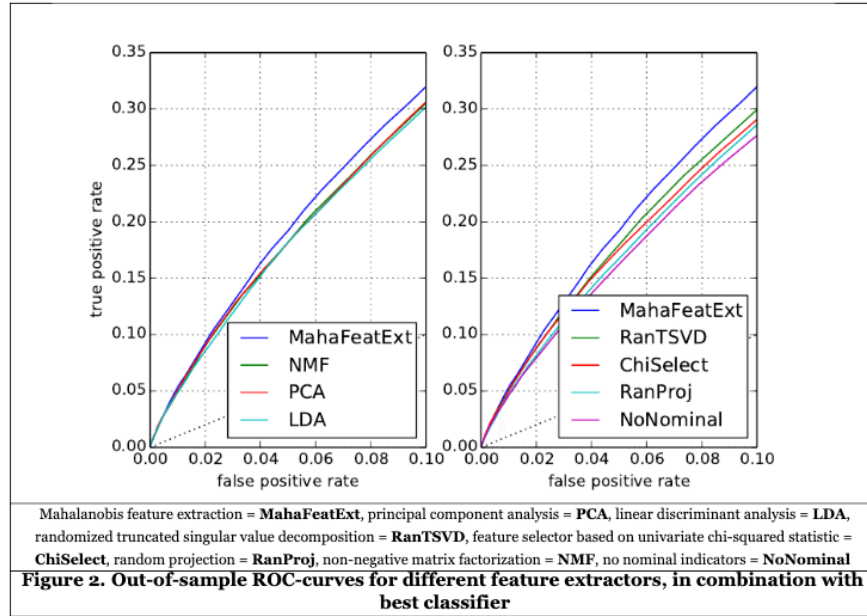 0.35
0.30
0.25
0.20
0.15
0.10
0.05
0.00
true positive rate
MahaFeatExt
NMF
PCA
LDA
0.00 0.02 0.04 0.06 0.08 0.10
false positive rate
0.35
0.30
0.25
0.20
0.15
0.10
0.05
0.00
MahaFeatExt
RanTSVD
ChiSelect
RanProj
NoNominal
0.00 0.02 0.04 0.06 0.08 0.10
false positive rate
Mahalanobis feature extraction = MahaFeatExt, principal component analysis = PCA, linear discriminant analysis = LDA,
randomized truncated singular value decomposition = RanTSVD, feature selector based on univariate chi-squared statistic =
ChiSelect, random projection = RanProj, non-negative matrix factorization = NMF, no nominal indicators = NoNominal
Figure 2. Out-of-sample ROC-curves for different feature extractors, in combination with
best classifier